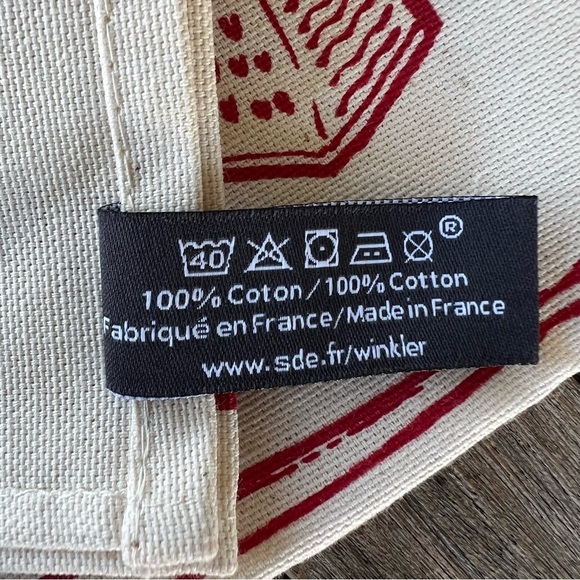 40 ®
100% Coton / 100% Cotton
Fabriqué en France/Made in France
www.sde.fr/winkler